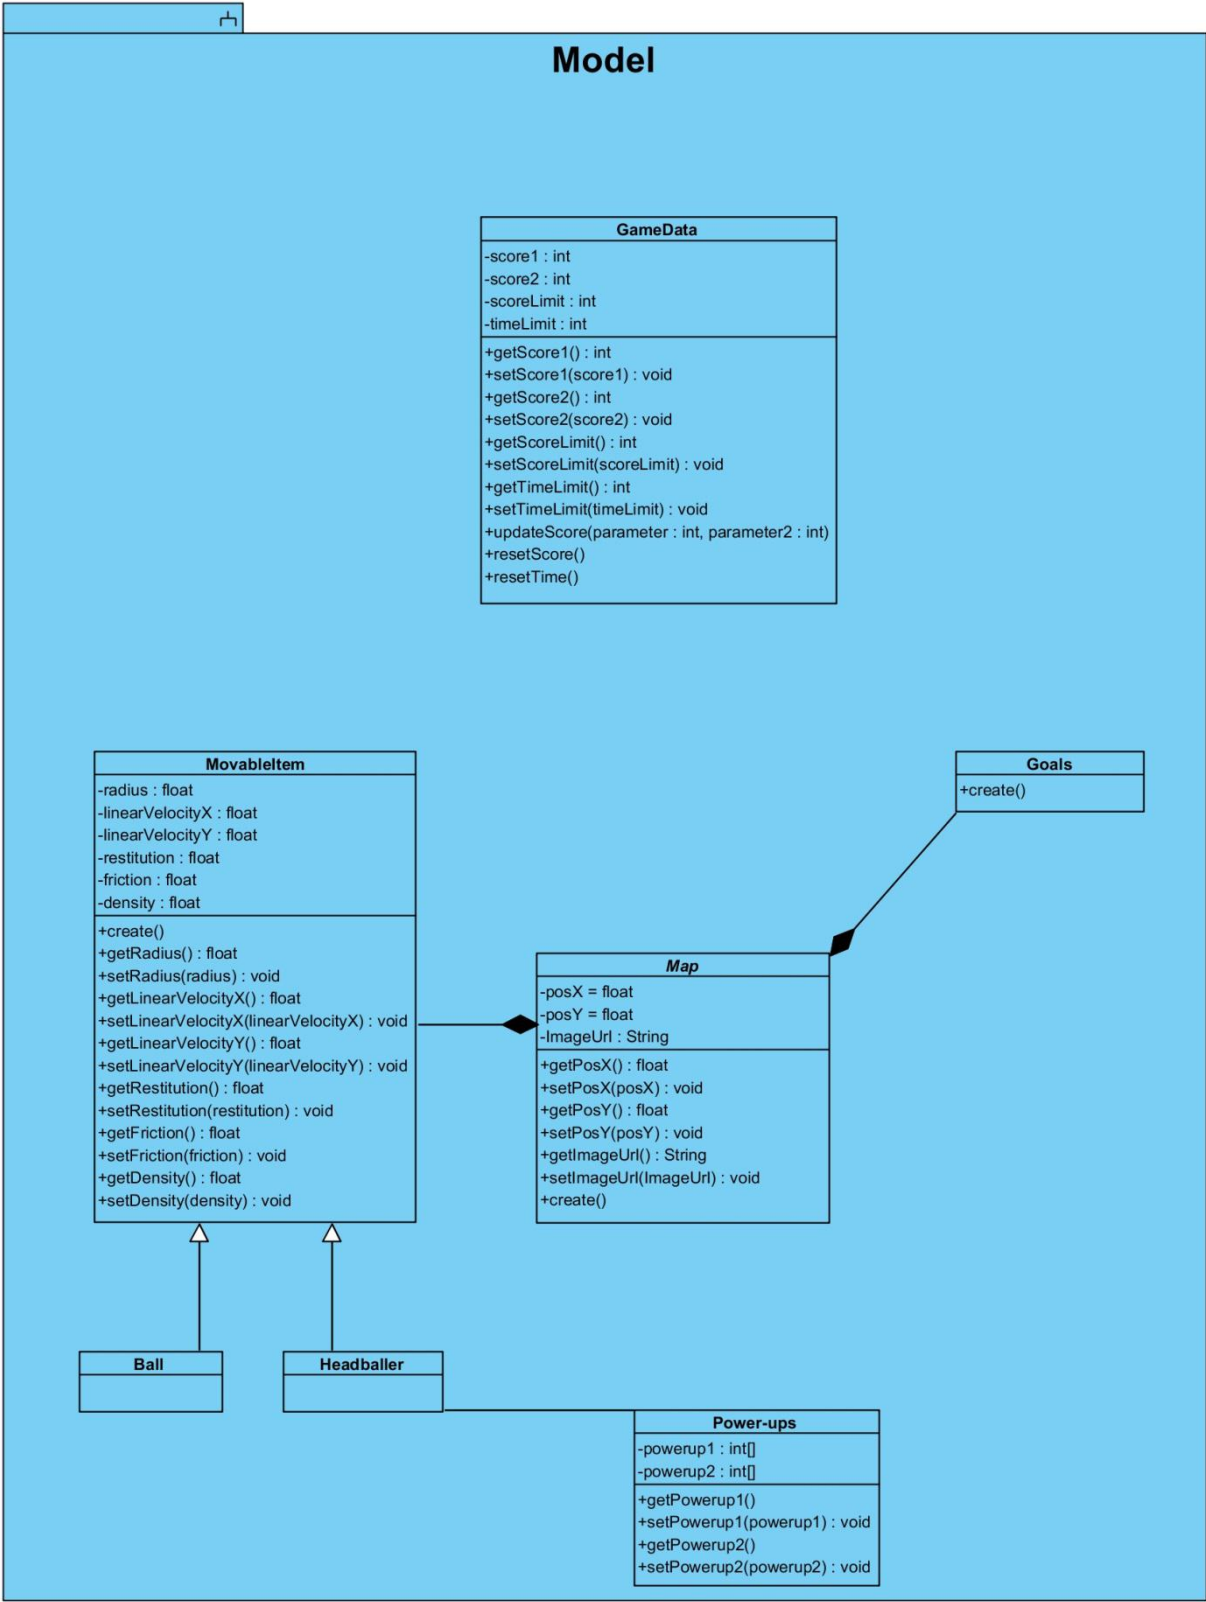 Model
GameData
-score1 : int
-score2 : int
-scoreLimit : int
-timeLimit : int
+getScore1() : int
+setScore1(score1) : void
+getScore2() : int
+setScore2(score2) : void
+getScoreLimit() : int
+setScoreLimit(scoreLimit) : void
+getTimeLimit() : int
+setTimeLimit(timeLimit) : void
+updateScore(parameter : int, parameter2 : int)
+resetScore()
+resetTime()
MovableItem
-radius : float
-linearVelocityX : float
-linearVelocityY : float
-restitution : float
-friction : float
-density : float
+create()
+getRadius() : float
+setRadius(radius) : void
+getLinearVelocityX() : float
+setLinearVelocityX(linearVelocityX) : void
+getLinearVelocityY() : float
+setLinearVelocityY(linearVelocityY) : void
+getRestitution() : float
+setRestitution(restitution) : void
+getFriction() : float
+setFriction(friction) : void
+getDensity() : float
+setDensity(density) : void
Goals
+create()
Map
-posX = float
-posY = float
-ImageUrl : String
+getPosX() : float
+setPosX(posX) : void
+getPosY() : float
+setPosY(posY) : void
+getImageUrl() : String
+setImageUrl(ImageUrl) : void
+create()
Ball
Headballer
Power-ups
-powerup1 : int[]
-powerup2 : int[]
+getPowerup1()
+setPowerup1(powerup1) : void
+getPowerup2()
+setPowerup2(powerup2) : void